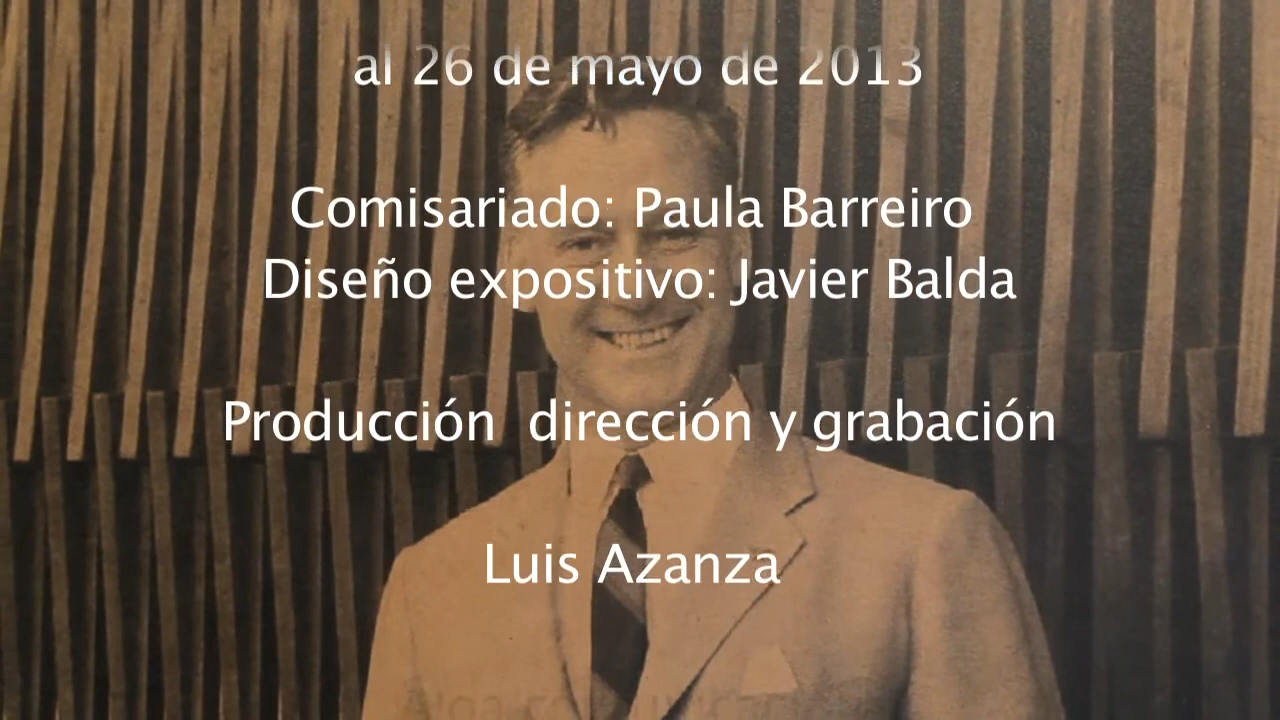 al 26 de mayo de 2013
Comisariado: Paula Barreiro
Diseño expositivo: Javier Balda
Producción dirección y grabación
Luis Azanza